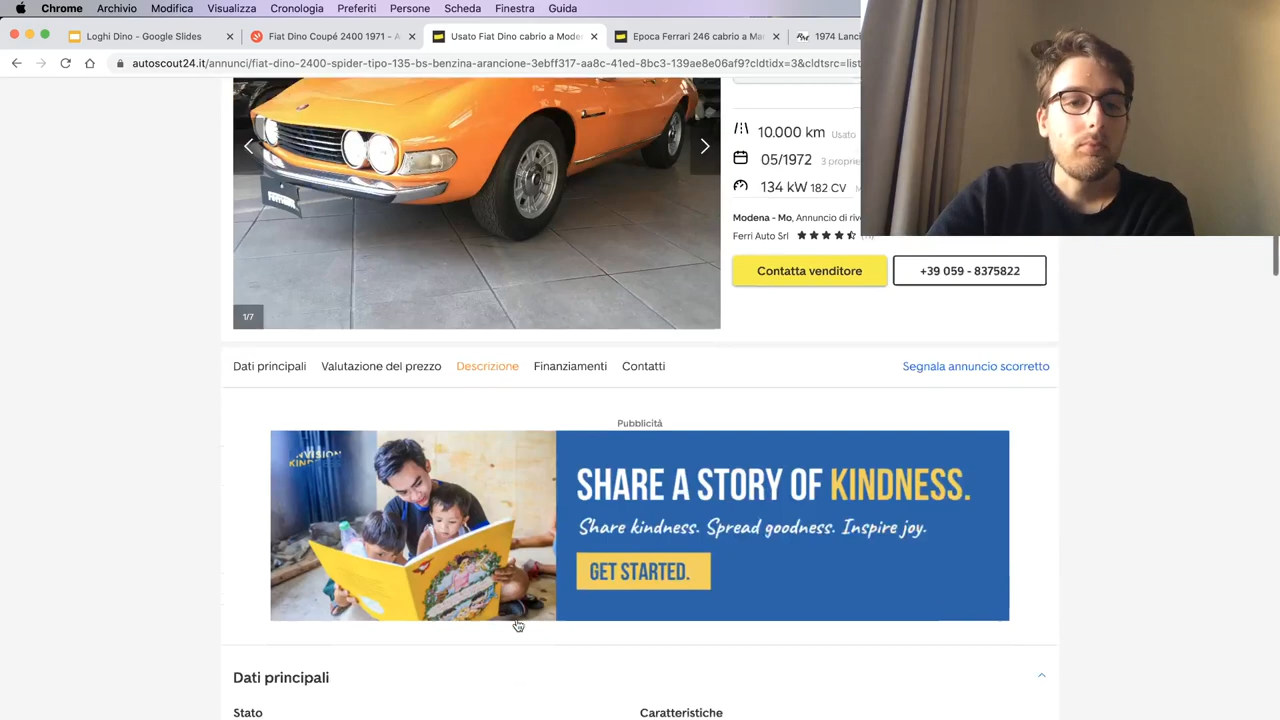 Chrome Archivio Modifica Visualizza Cronologia Preferiti Persone Scheda Finestra Guida
Loghi Dino - Google Slides
Fiat Dino Coupé 2400 1971 - A
Usato Fiat Dino cabrio a Mode
Epoca Ferrari 246 cabrio a Mar
1974 Lanci
autoscout24.it/annunci/fiat-dino-2400-spider-tipo-135-bs-benzina-arancione-3ebff317-aa8c-41ed-8bc3-139ae8e06af9?cldtidx=3&cldtsrc=list
10.000 km Usato
05/1972 3 proprie
134 kW 182 CV
Modena - Mo, Annuncio di riv
Ferri Auto Srl
Contatta venditore
+39 059 - 8375822
1/7
Dati principali Valutazione del prezzo Descrizione Finanziamenti Contatti Segnala annuncio scorretto
Pubblicità
ENVISION
KINDNESS
SHARE A STORY OF KINDNESS.
Share kindness. Spread goodness. Inspire joy.
GET STARTED.
Dati principali
Stato Caratteristiche